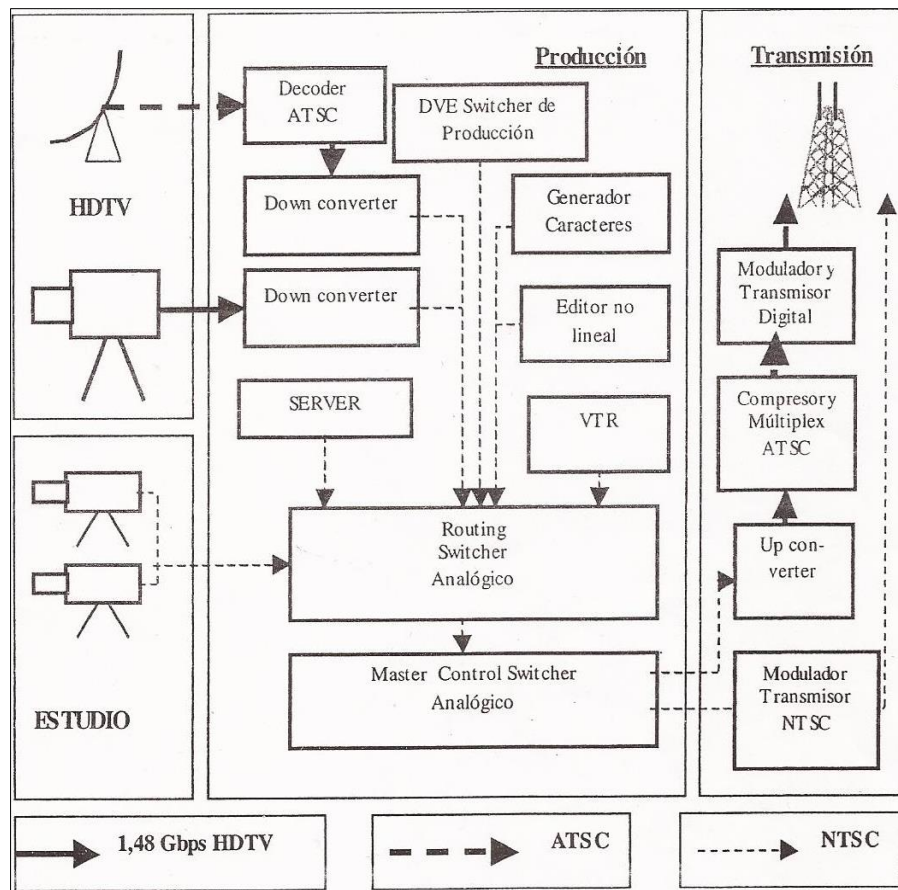 Producción
Transmisión
Decoder
ATSC
DVE Switcher de
Producción
HDTV
Down converter
Generador
Caracteres
Down converter
Editor no
lineal
Modulador y
Transmisor
Digital
SERVER
VTR
Compresor y
Múltiplex
ATSC
Routing
Switcher
Analógico
Up con-
verter
Master Control Switcher
Analógico
Modulador
Transmisor
NTSC
ESTUDIO
1,48 Gbps HDTV
ATSC
NTSC